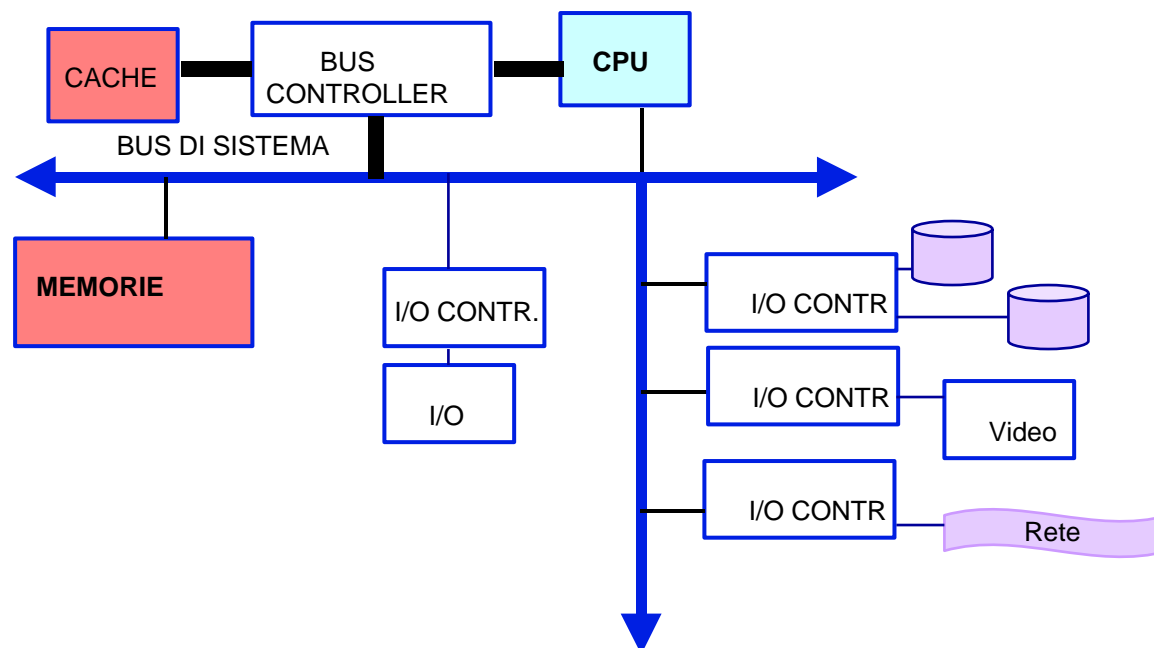 CACHE
BUS
CONTROLLER
CPU
BUS DI SISTEMA
MEMORIE
I/O CONTR.
I/O
I/O CONTR
I/O CONTR
Video
I/O CONTR
Rete